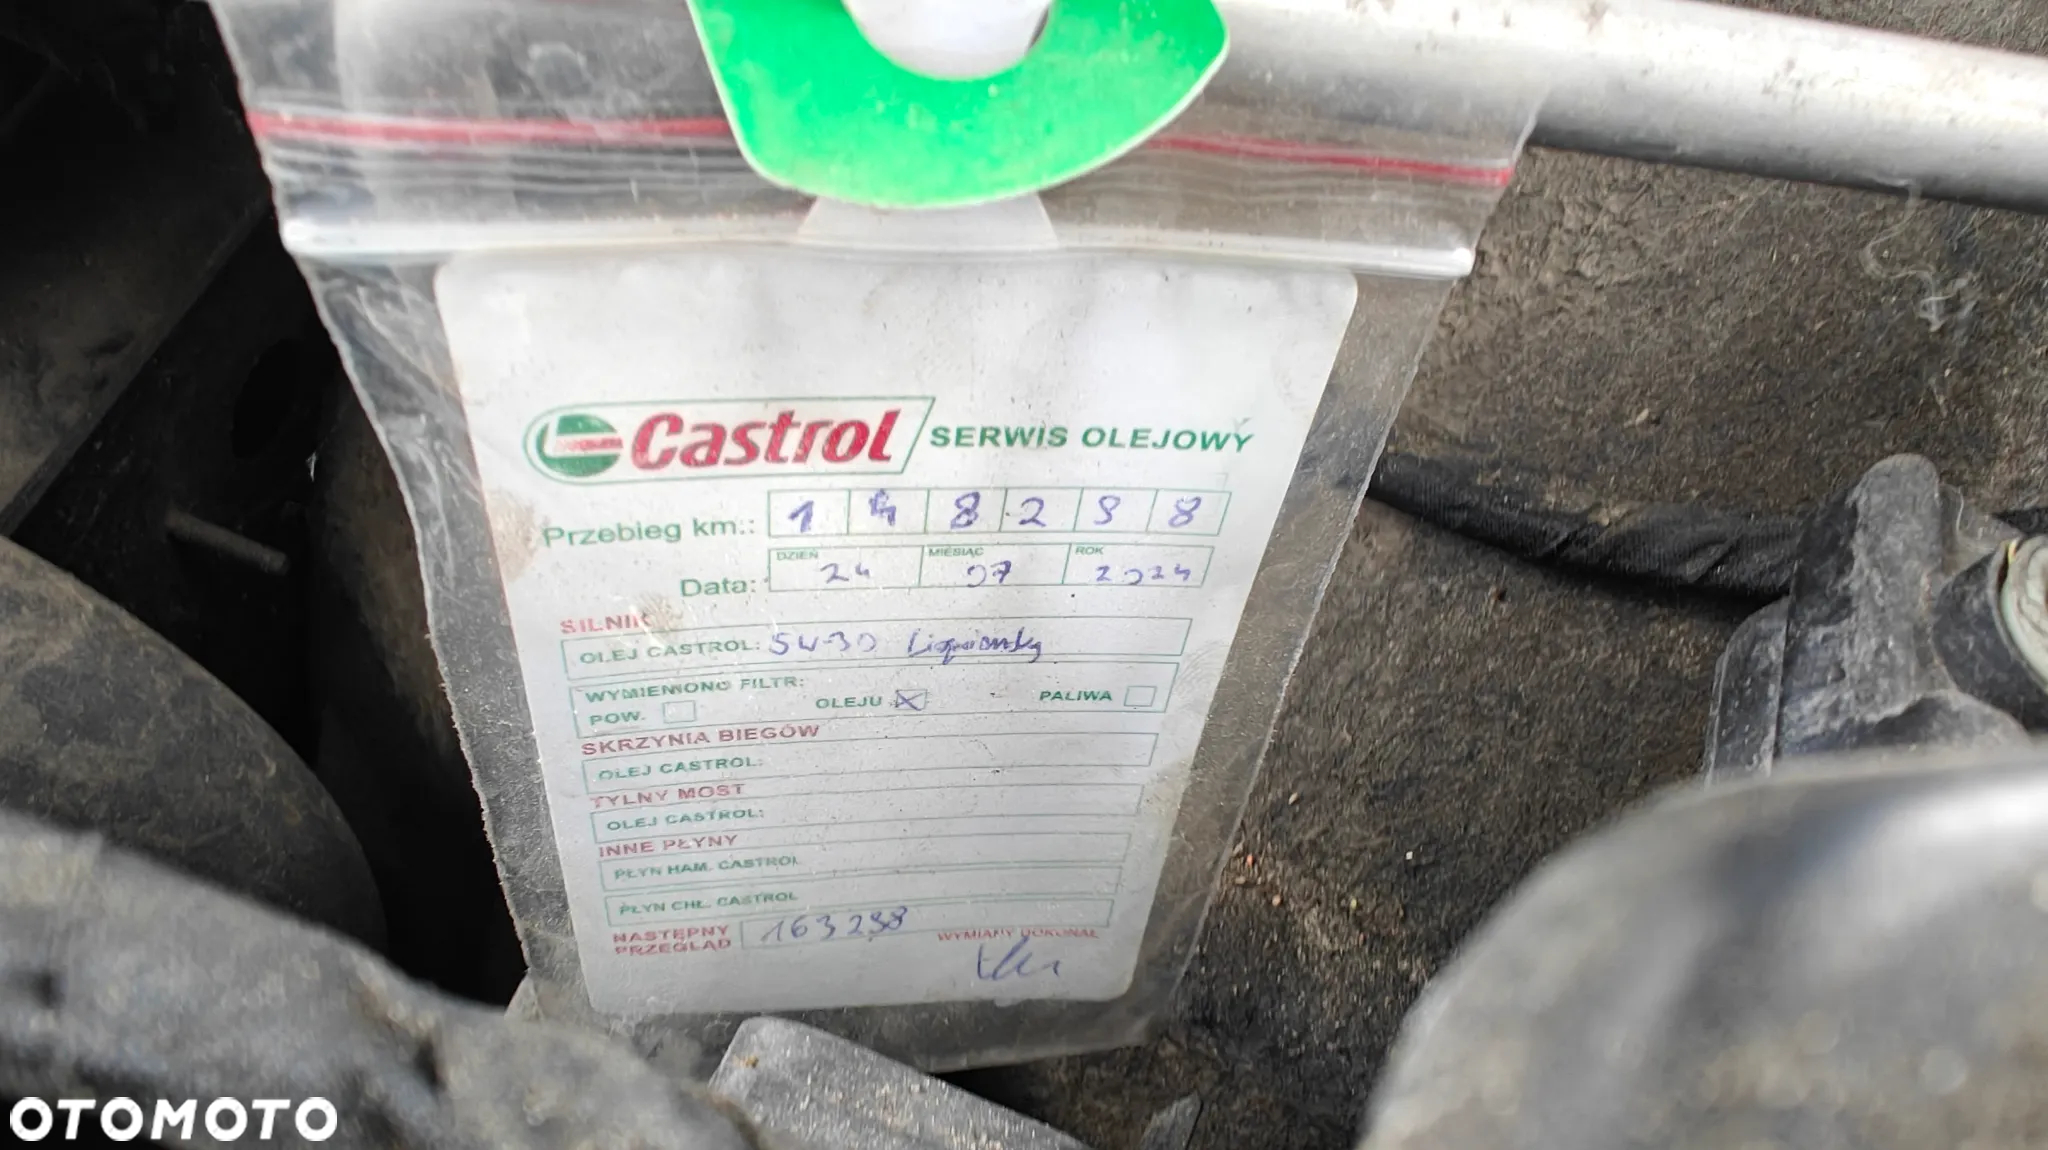 Castrol SERWIS OLEJOWY
Przebieg km.: 1 4 8 2 9 8
DZIEŃ MIESIĄC ROK
Data: 24 07 2024
SILNIK
OLEJ CASTROL: 5W-30
WYMIENIONO FILTR:
POW. OLEJU PALIWA
SKRZYNIA BIEGÓW
OLEJ CASTROL:
TYLNY MOST
OLEJ CASTROL:
INNE PŁYNY
PŁYN HAM. CASTROL
PŁYN CHŁ. CASTROL
NASTĘPNY PRZEGLĄD 163298
WYMIANY DOKONAŁ
OTOMOTO